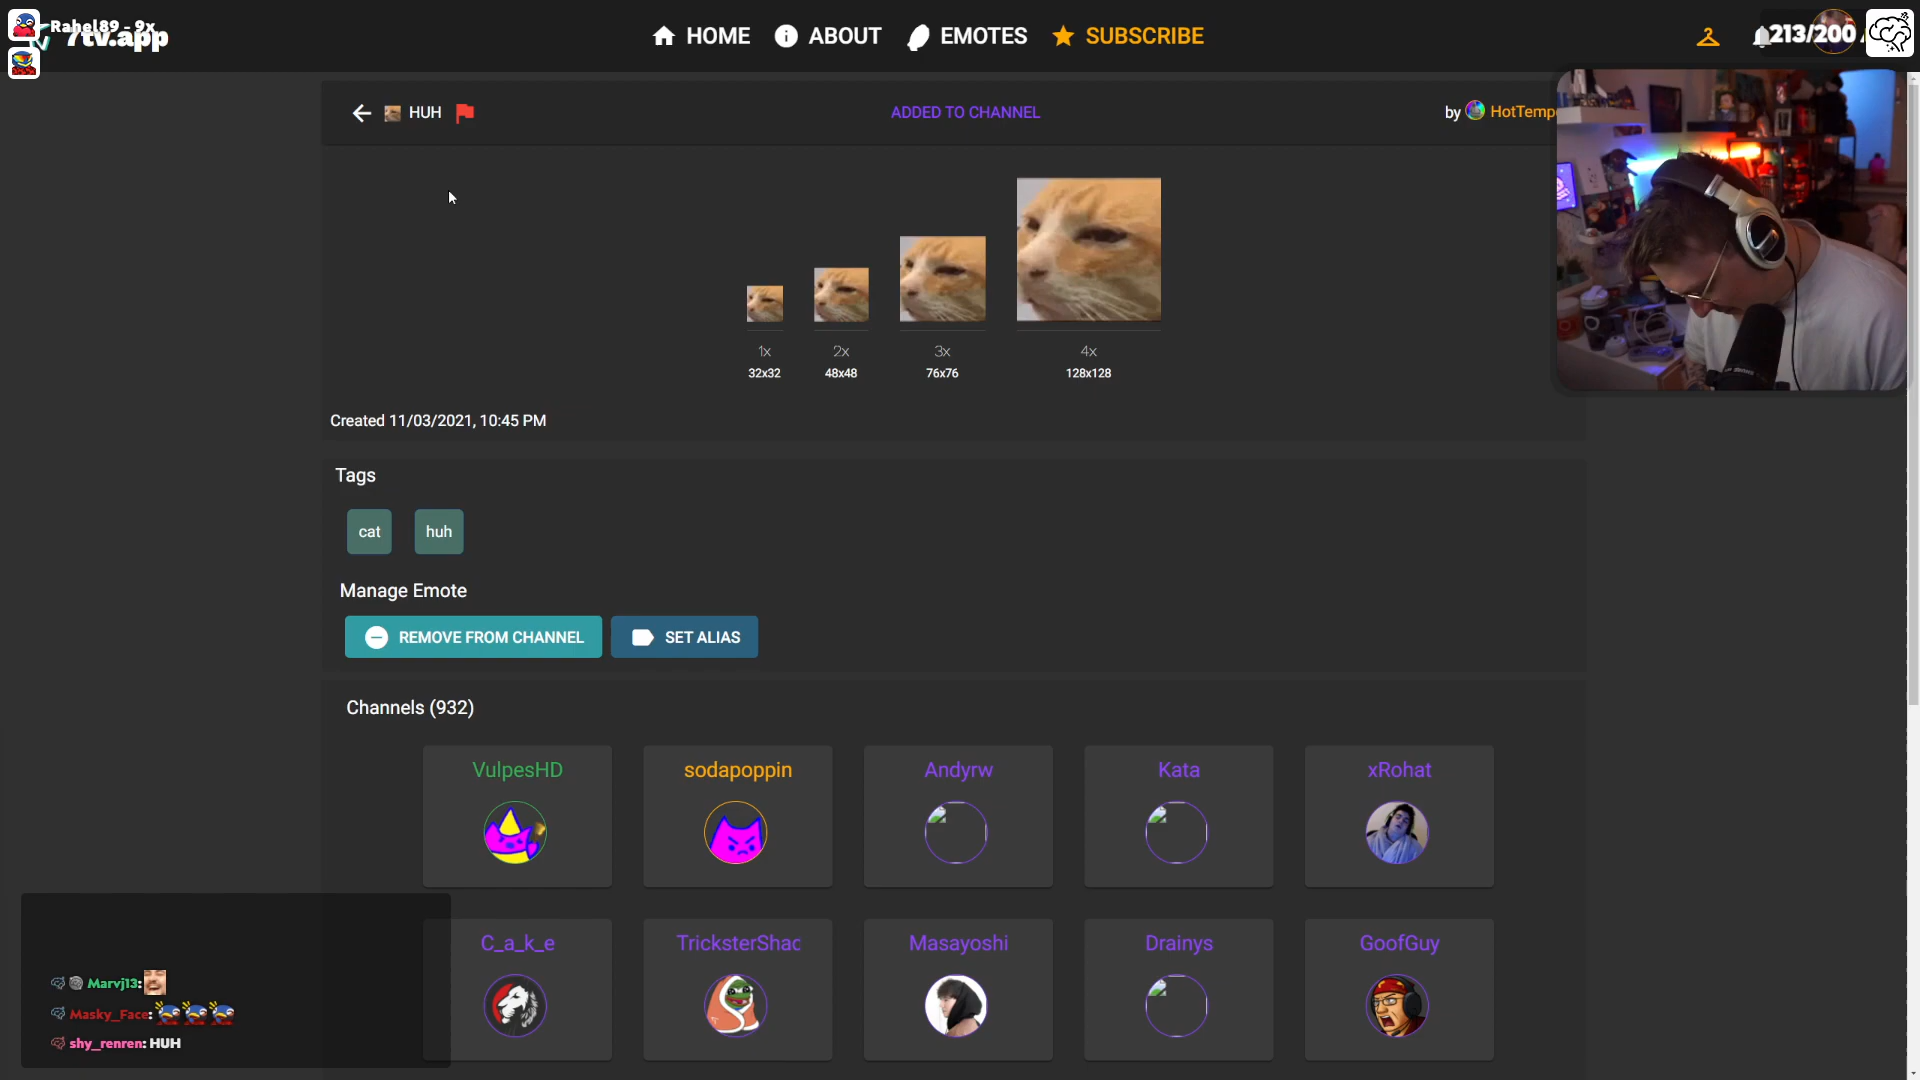 Rahel89 - 9x
7tv.app
HOME
ABOUT
EMOTES
SUBSCRIBE
213/200
HUH
ADDED TO CHANNEL
by HotTemp
1x
2x
3x
4x
32x32
48x48
76x76
128x128
Created 11/03/2021, 10:45 PM
Tags
cat
huh
Manage Emote
REMOVE FROM CHANNEL
SET ALIAS
Channels (932)
VulpesHD
sodapoppin
Andyrw
Kata
xRohat
C_a_k_e
TricksterShac
Masayoshi
Drainys
GoofGuy
Marvj13:
Masky_Face:
shy_renren: HUH